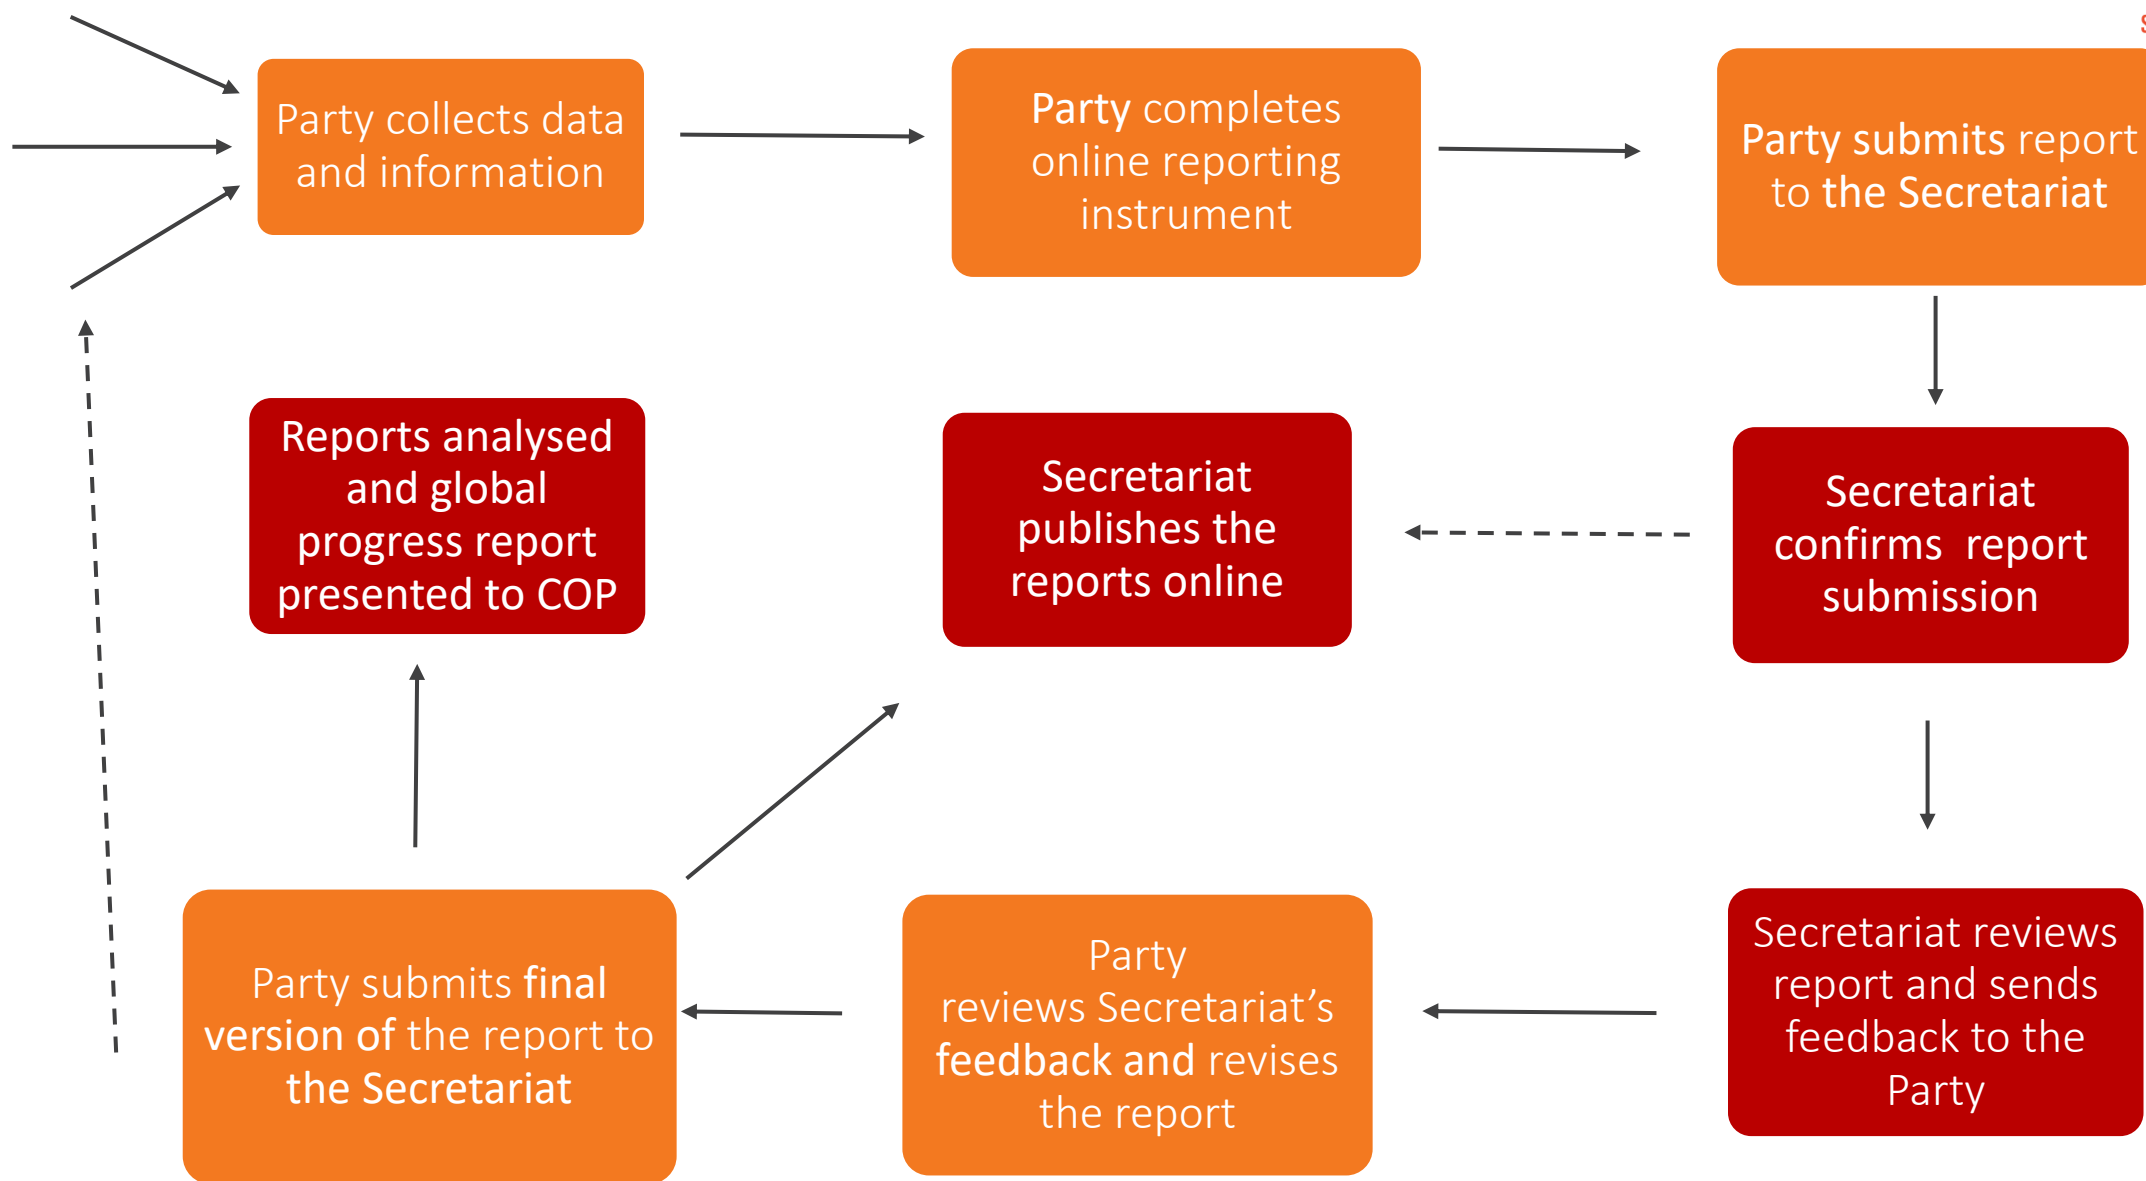 Party collects data
and information
Party completes
online reporting
instrument
Party submits report
to the Secretariat
Reports analysed
and global
progress report
presented to COP
Secretariat
publishes the
reports online
Secretariat
confirms  report
submission
Party submits final
version of the report to
the Secretariat
Party
reviews Secretariat’s
feedback and revises
the report
Secretariat reviews
report and sends
feedback to the
Party